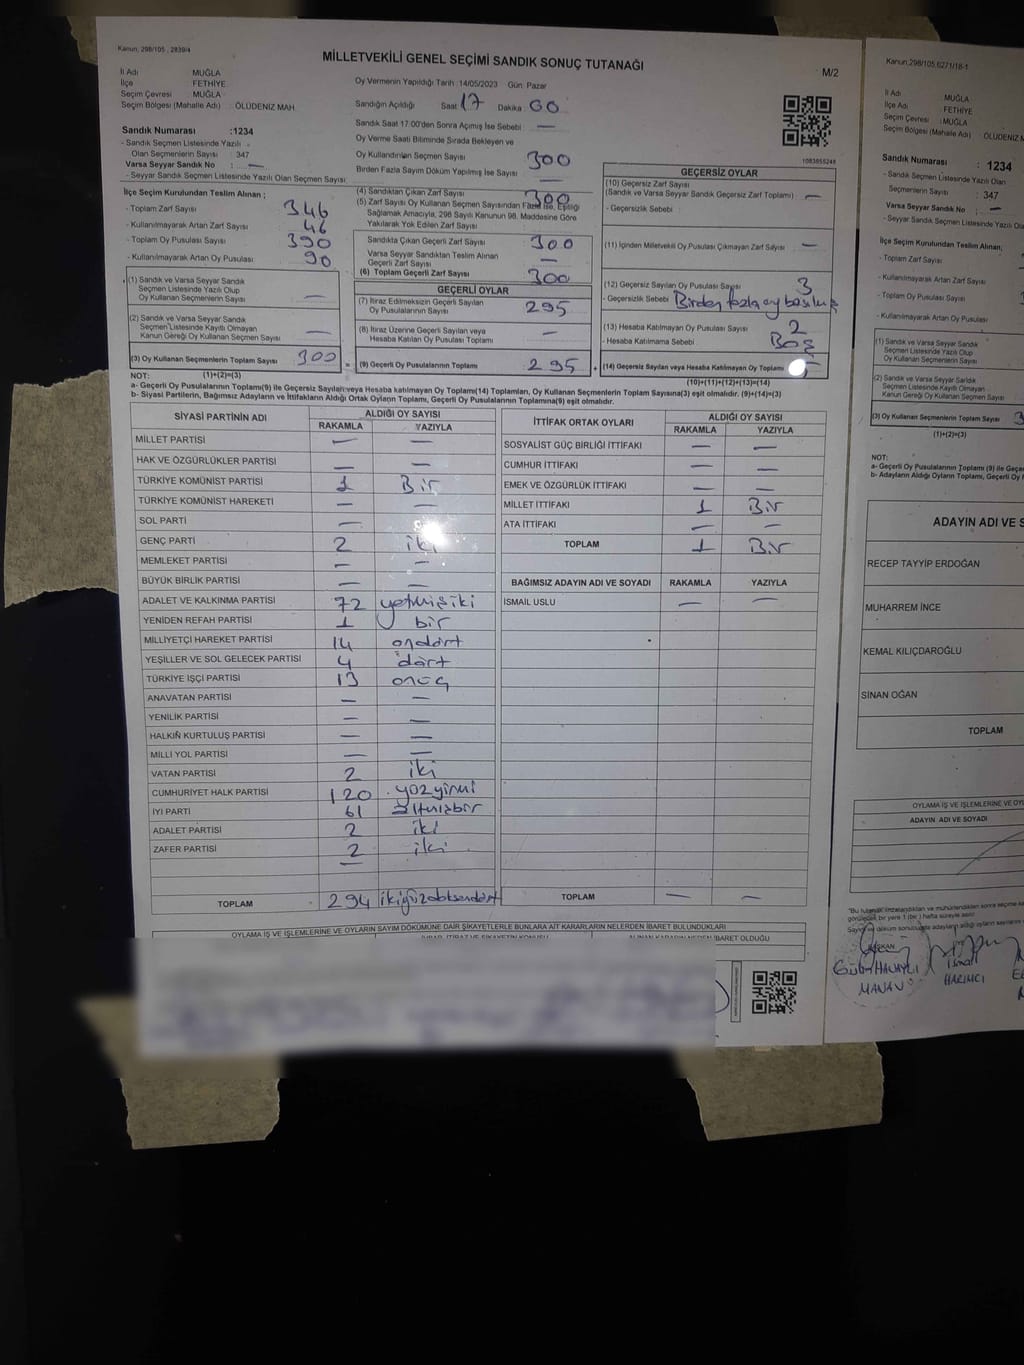 Kanun, 298/105, 2839/4
MİLLETVEKİLİ GENEL SEÇİMİ SANDIK SONUÇ TUTANAĞI
M/2
İl Adı MUĞLA
İlçe FETHİYE
Seçim Çevresi : MUĞLA
Seçim Bölgesi (Mahalle Adı) : ÖLÜDENİZ MAH.
Oy Vermenin Yapıldığı Tarih :14/05/2023 Gün: Pazar
Sandığın Açıldığı Saat 17 Dakika 00
Sandık Saat 17:00'den Sonra Açımış İse Sebebi : —
Sandık Numarası :1234
- Sandık Seçmen Listesinde Yazılı
Olan Seçmenlerin Sayısı : 347
Varsa Seyyar Sandık No : —
- Seyyar Sandık Seçmen Listesinde Yazılı Olan Seçmen Sayısı:
Oy Verme Saati Bitiminde Sırada Bekleyen ve
Oy Kullandırılan Seçmen Sayısı 300
Birden Fazla Sayım Döküm Yapılmış İse Sayısı —
1083855248
İlçe Seçim Kurulundan Teslim Alınan ;
- Toplam Zarf Sayısı 346
- Kullanılmayarak Artan Zarf Sayısı 46
- Toplam Oy Pusulası Sayısı 390
- Kullanılmayarak Artan Oy Pusulası : 90
(1) Sandık ve Varsa Seyyar Sandık
Seçmen Listesinde Yazılı Olup
Oy Kullanan Seçmenlerin Sayısı —
(2) Sandık ve Varsa Seyyar Sandık
Seçmen Listesinde Kayıtlı Olmayan
Kanun Gereği Oy Kullanan Seçmen Sayısı —
(3) Oy Kullanan Seçmenlerin Toplam Sayısı 300
(1)+(2)=(3)
(4) Sandıktan Çıkan Zarf Sayısı 300
(5) Zarf Sayısı Oy Kullanan Seçmen Sayısından Fazla İse, Eşitliği
Sağlamak Amacıyla, 298 Sayılı Kanunun 98. Maddesine Göre
Yakılarak Yok Edilen Zarf Sayısı
Sandıkta Çıkan Geçerli Zarf Sayısı 300
Varsa Seyyar Sandıktan Teslim Alınan
Geçerli Zarf Sayısı —
(6) Toplam Geçerli Zarf Sayısı 300
GEÇERLİ OYLAR
(7) İtiraz Edilmeksizin Geçerli Sayılan
Oy Pusulalarının Sayısı 295
(8) İtiraz Üzerine Geçerli Sayılan veya
Hesaba Katılan Oy Pusulası Toplamı —
(9) Geçerli Oy Pusulalarının Toplamı 295
GEÇERSİZ OYLAR
(10) Geçersiz Zarf Sayısı
(Sandık ve Varsa Seyyar Sandık Geçersiz Zarf Toplamı) —
- Geçersizlik Sebebi :
(11) İçinden Milletvekili Oy Pusulası Çıkmayan Zarf Sayısı : —
(12) Geçersiz Sayılan Oy Pusulası Sayısı 3
- Geçersizlik Sebebi : Birden fazla oy basılmış
(13) Hesaba Katılmayan Oy Pusulası Sayısı 2
- Hesaba Katılmama Sebebi : Boş
(14) Geçersiz Sayılan veya Hesaba Katılmayan Oy Toplamı
(10)+(11)+(12)+(13)=(14)
NOT:
a- Geçerli Oy Pusulalarının Toplamı(9) ile Geçersiz Sayılan veya Hesaba katılmayan Oy Toplam(14) Toplamları, Oy Kullanan Seçmenlerin Toplam Sayısına(3) eşit olmalıdır. (9)+(14)=(3)
b- Siyasi Partilerin, Bağımsız Adayların ve İttifakların Aldığı Ortak Oyların Toplamı, Geçerli Oy Pusulalarının Toplamına(9) eşit olmalıdır.
SİYASİ PARTİNİN ADI ALDIĞI OY SAYISI
RAKAMLA YAZIYLA
MİLLET PARTİSİ — —
HAK VE ÖZGÜRLÜKLER PARTİSİ — —
TÜRKİYE KOMÜNİST PARTİSİ 1 Bir
TÜRKİYE KOMÜNİST HAREKETİ — —
SOL PARTİ —
GENÇ PARTİ 2 iki
MEMLEKET PARTİSİ — —
BÜYÜK BİRLİK PARTİSİ — —
ADALET VE KALKINMA PARTİSİ 72 yetmişiki
YENİDEN REFAH PARTİSİ 1 bir
MİLLİYETÇİ HAREKET PARTİSİ 14 ondört
YEŞİLLER VE SOL GELECEK PARTİSİ 4 dört
TÜRKİYE İŞÇİ PARTİSİ 13 onüç
ANAVATAN PARTİSİ — —
YENİLİK PARTİSİ — —
HALKIN KURTULUŞ PARTİSİ — —
MİLLİ YOL PARTİSİ — —
VATAN PARTİSİ 2 iki
CUMHURİYET HALK PARTİSİ 120 yüzyirmi
İYİ PARTİ 61 altmışbir
ADALET PARTİSİ 2 iki
ZAFER PARTİSİ 2 iki
—
TOPLAM 294 ikiyüzdoksandört
İTTİFAK ORTAK OYLARI ALDIĞI OY SAYISI
RAKAMLA YAZIYLA
SOSYALİST GÜÇ BİRLİĞİ İTTİFAKI — —
CUMHUR İTTİFAKI — —
EMEK VE ÖZGÜRLÜK İTTİFAKI — —
MİLLET İTTİFAKI 1 Bir
ATA İTTİFAKI — —
TOPLAM 1 Bir
BAĞIMSIZ ADAYIN ADI VE SOYADI RAKAMLA YAZIYLA
İSMAİL USLU — —
TOPLAM — —
OYLAMA İŞ VE İŞLEMLERİNE VE OYLARIN SAYIM DÖKÜMÜNE DAİR ŞİKAYETLERLE BUNLARA AİT KARARLARIN NELERDEN İBARET BULUNDUKLARI
İBARET OLDUĞU
Kanun,298/105,6271/18-1
İl Adı : MUĞLA
İlçe Adı : FETHİYE
Seçim Çevresi : MUĞLA
Seçim Bölgesi (Mahalle Adı) : ÖLÜDENİZ M
Sandık Numarası : 1234
- Sandık Seçmen Listesinde Yazılı Olan
Seçmenlerin Sayısı : 347
Varsa Seyyar Sandık No : —
- Seyyar Sandık Seçmen Listesinde Yazılı
İlçe Seçim Kurulundan Teslim Alınan;
- Toplam Zarf Sayısı
- Kullanılmayarak Artan Zarf Sayısı
- Toplam Oy Pusulası Sayısı
- Kullanılmayarak Artan Oy Pusulası
(1) Sandık ve Varsa Seyyar Sandık
Seçmen Listesinde Yazılı Olup
Oy Kullanan Seçmenlerin Sayısı
(2) Sandık ve Varsa Seyyar Sandık
Seçmen Listesinde Kayıtlı Olmayan
Kanun Gereği Oy Kullanan Seçmen Sayısı
(3) Oy Kullanan Seçmenlerin Toplam Sayısı 3
(1)+(2)=(3)
NOT:
a- Geçerli Oy Pusulalarının Toplamı (9) ile Geçe
b- Adayların Aldığı Oyların Toplamı, Geçerli Oy P
ADAYIN ADI VE S
RECEP TAYYİP ERDOĞAN
MUHARREM İNCE
KEMAL KILIÇDAROĞLU
SİNAN OĞAN
TOPLAM
OYLAMA İŞ VE İŞLEMLERİNE VE OY
ADAYIN ADI VE SOYADI
BAŞKAN
MANAV
İsmail
HARIMCI